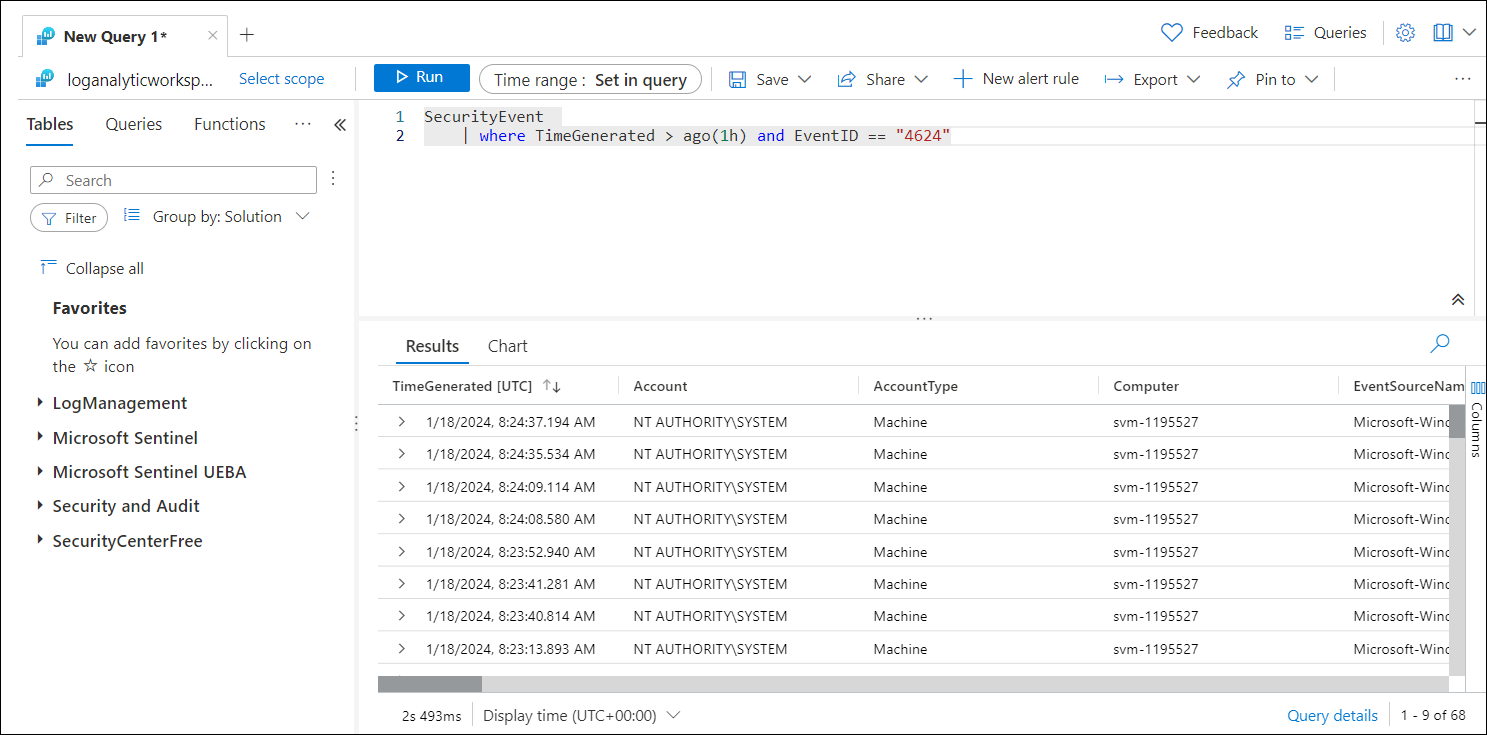 New Query 1*
Feedback
Queries
loganalyticworksp...
Select scope
Run
Time range : Set in query
Save
Share
New alert rule
Export
Pin to
Tables
Queries
Functions
Search
Filter
Group by: Solution
Collapse all
Favorites
You can add favorites by clicking on
the ☆ icon
LogManagement
Microsoft Sentinel
Microsoft Sentinel UEBA
Security and Audit
SecurityCenterFree
1 SecurityEvent
2 | where TimeGenerated > ago(1h) and EventID == "4624"
Results
Chart
TimeGenerated [UTC] Account AccountType Computer EventSourceNam
1/18/2024, 8:24:37.194 AM NT AUTHORITY\SYSTEM Machine svm-1195527 Microsoft-Winc
1/18/2024, 8:24:35.534 AM NT AUTHORITY\SYSTEM Machine svm-1195527 Microsoft-Winc
1/18/2024, 8:24:09.114 AM NT AUTHORITY\SYSTEM Machine svm-1195527 Microsoft-Winc
1/18/2024, 8:24:08.580 AM NT AUTHORITY\SYSTEM Machine svm-1195527 Microsoft-Winc
1/18/2024, 8:23:52.940 AM NT AUTHORITY\SYSTEM Machine svm-1195527 Microsoft-Winc
1/18/2024, 8:23:41.281 AM NT AUTHORITY\SYSTEM Machine svm-1195527 Microsoft-Winc
1/18/2024, 8:23:40.814 AM NT AUTHORITY\SYSTEM Machine svm-1195527 Microsoft-Winc
1/18/2024, 8:23:13.893 AM NT AUTHORITY\SYSTEM Machine svm-1195527 Microsoft-Winc
Columns
2s 493ms
Display time (UTC+00:00)
Query details
1 - 9 of 68